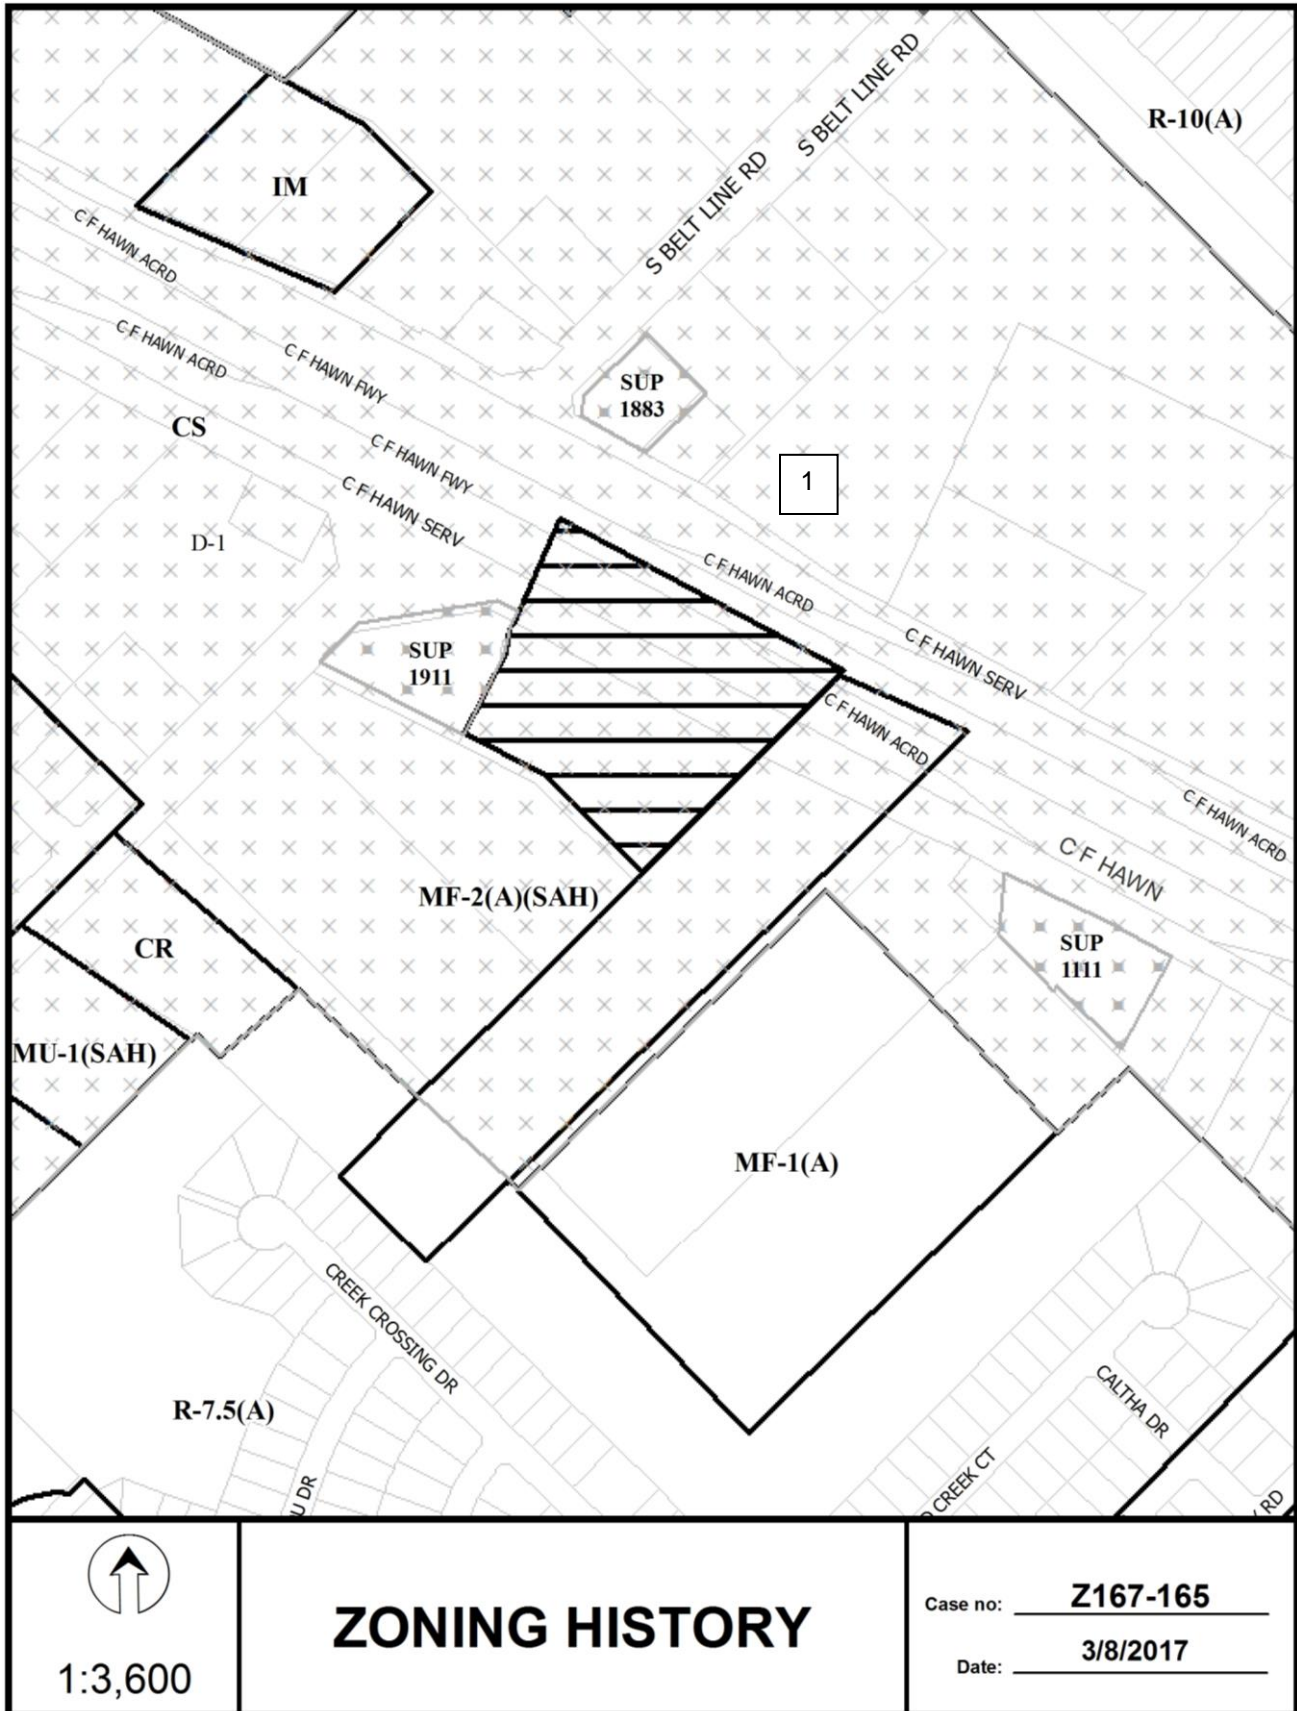 S BELT LINE RD
R-10(A)
S BELT LINE RD
IM
C F HAWN ACRD
C F HAWN ACRD
C F HAWN FWY
SUP
1883
CS
C F HAWN FWY
1
C F HAWN SERV
D-1
C F HAWN ACRD
C F HAWN SERV
SUP
1911
C F HAWN ACRD
C F HAWN ACRD
C F HAWN
MF-2(A)(SAH)
CR
SUP
1111
MU-1(SAH)
MF-1(A)
CREEK CROSSING DR
CALTHA DR
R-7.5(A)
U DR
CREEK CT
RD
1:3,600
ZONING HISTORY
Case no: Z167-165
Date: 3/8/2017